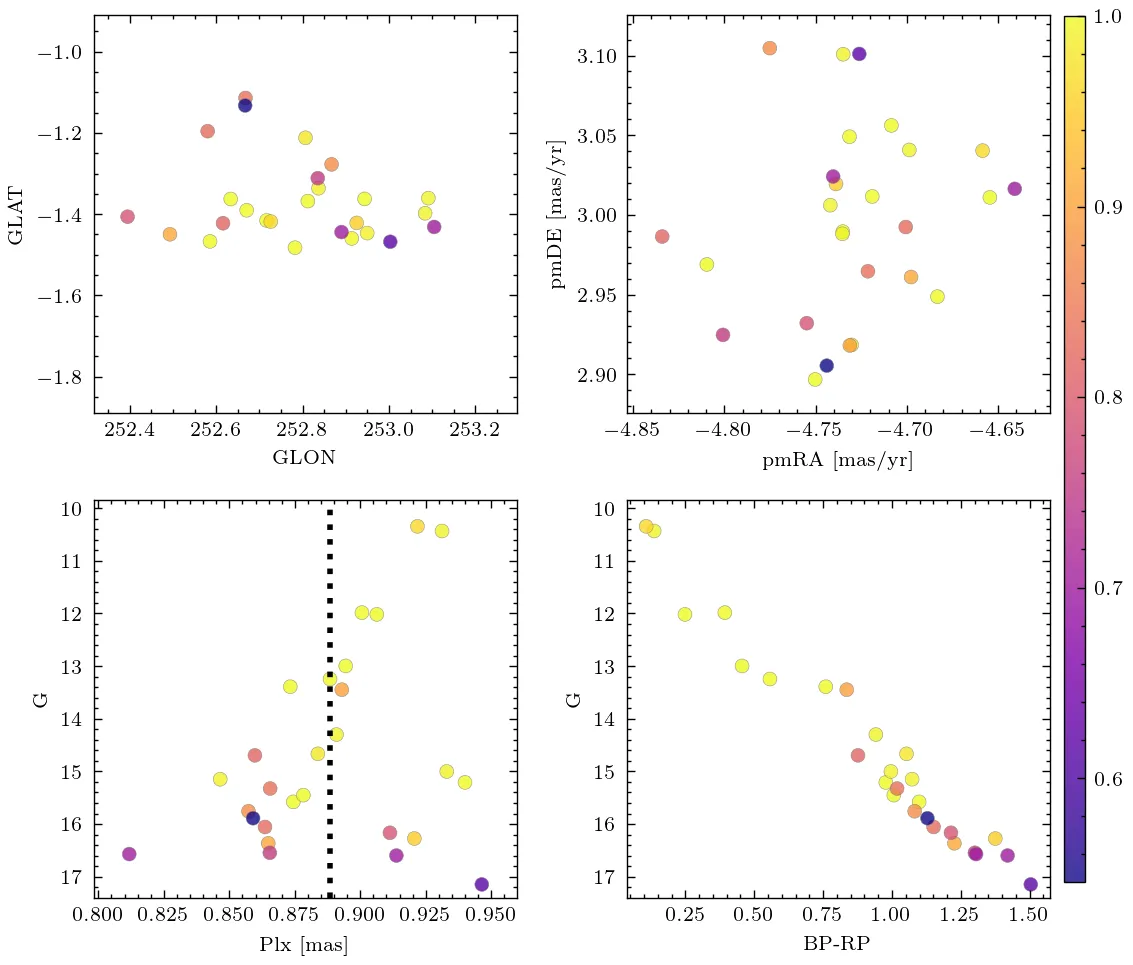 −1.0
−1.2
−1.4
−1.6
−1.8
GLAT
252.4 252.6 252.8 253.0 253.2
GLON
3.10
3.05
3.00
2.95
2.90
pmDE [mas/yr]
−4.85 −4.80 −4.75 −4.70 −4.65
pmRA [mas/yr]
1.0
0.9
0.8
0.7
0.6
10
11
12
13
14
15
16
17
G
0.800 0.825 0.850 0.875 0.900 0.925 0.950
Plx [mas]
10
11
12
13
14
15
16
17
G
0.25 0.50 0.75 1.00 1.25 1.50
BP-RP